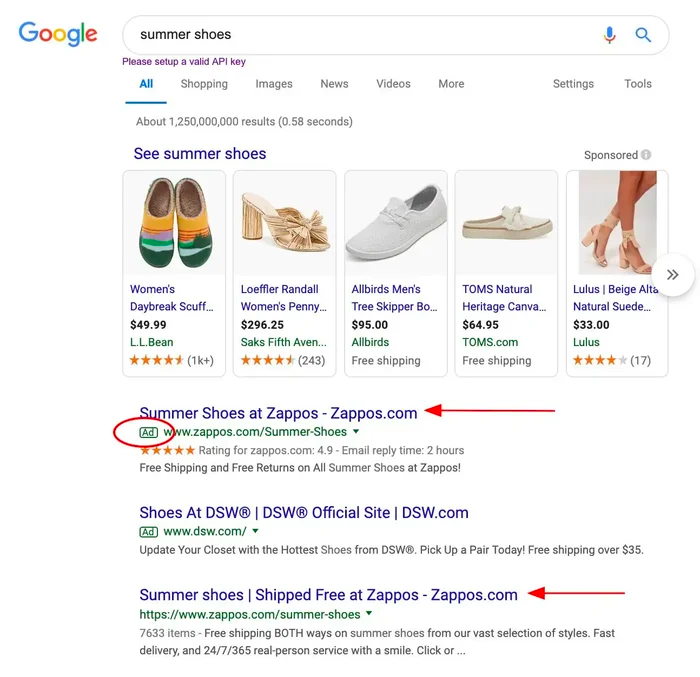 Google
summer shoes
Please setup a valid API key
All Shopping Images News Videos More Settings Tools
About 1,250,000,000 results (0.58 seconds)
See summer shoes Sponsored
Women's
Daybreak Scuff...
$49.99
L.L.Bean
(1k+)
Loeffler Randall
Women's Penny...
$296.25
Saks Fifth Aven...
(243)
Allbirds Men's
Tree Skipper Bo...
$95.00
Allbirds
Free shipping
TOMS Natural
Heritage Canva...
$64.95
TOMS.com
Free shipping
Lulus | Beige Alta
Natural Suede...
$33.00
Lulus
(17)
Summer Shoes at Zappos - Zappos.com
Ad www.zappos.com/Summer-Shoes
Rating for zappos.com: 4.9 - Email reply time: 2 hours
Free Shipping and Free Returns on All Summer Shoes at Zappos!
Shoes At DSW® | DSW® Official Site | DSW.com
Ad www.dsw.com/
Update Your Closet with the Hottest Shoes from DSW®. Pick Up a Pair Today! Free shipping over $35.
Summer shoes | Shipped Free at Zappos - Zappos.com
https://www.zappos.com/summer-shoes
7633 items - Free shipping BOTH ways on summer shoes from our vast selection of styles. Fast
delivery, and 24/7/365 real-person service with a smile. Click or ...